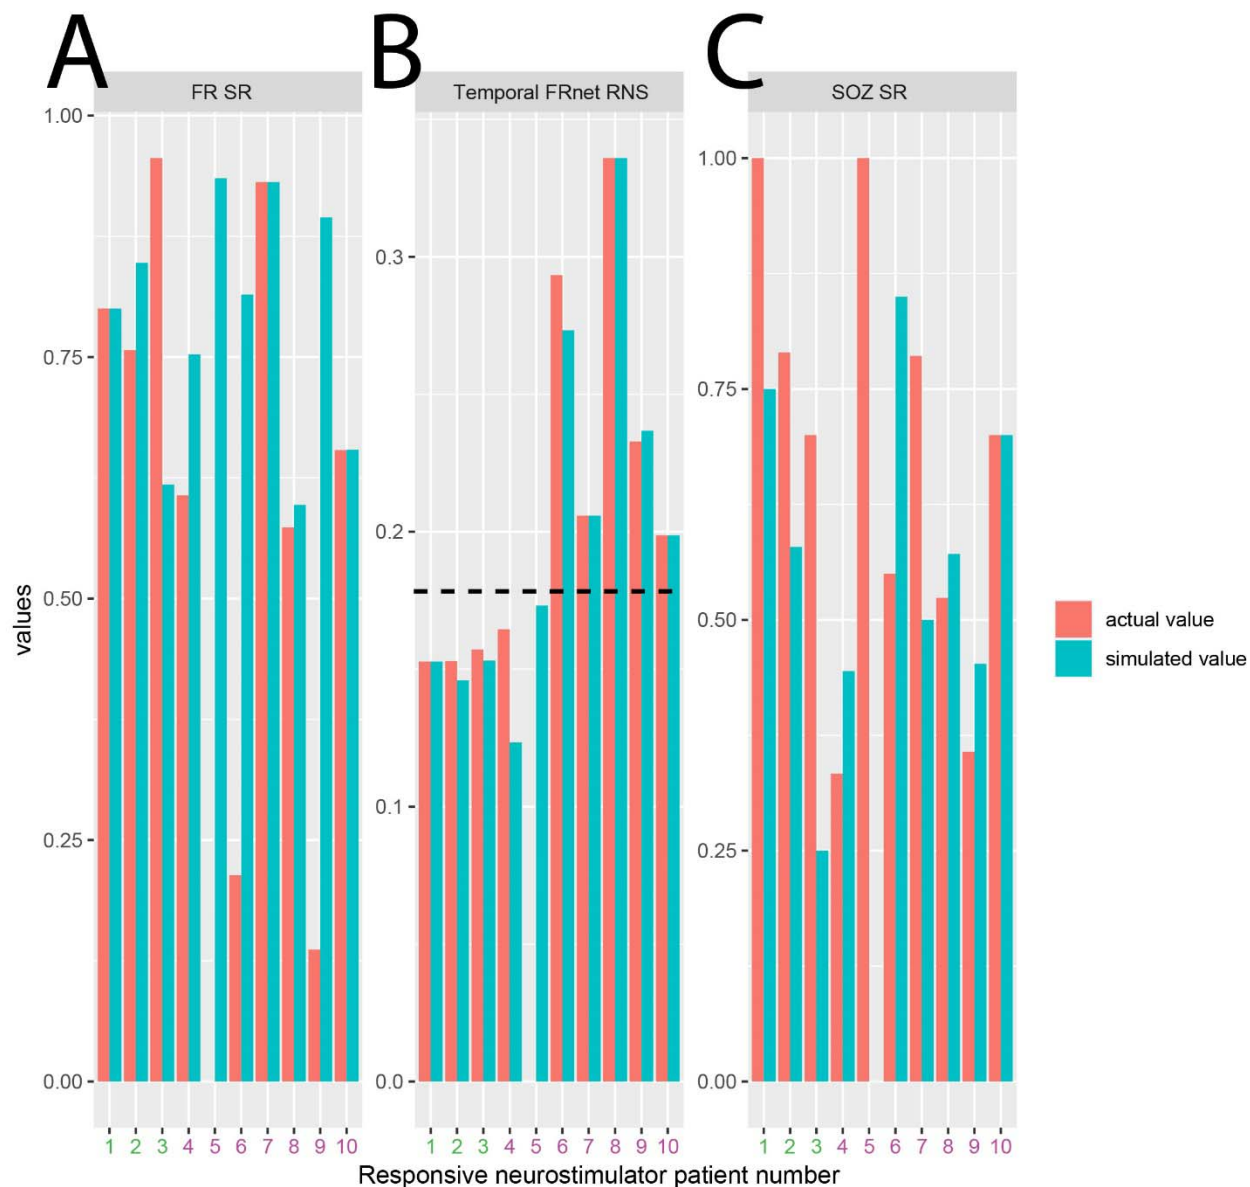 A B C
FR SR
Temporal FRnet RNS
SOZ SR
values
1.00
0.75
0.50
0.25
0.00
0.3
0.2
0.1
0.0
1.00
0.75
0.50
0.25
0.00
1 2 3 4 5 6 7 8 9 10
1 2 3 4 5 6 7 8 9 10
1 2 3 4 5 6 7 8 9 10
Responsive neurostimulator patient number
actual value
simulated value